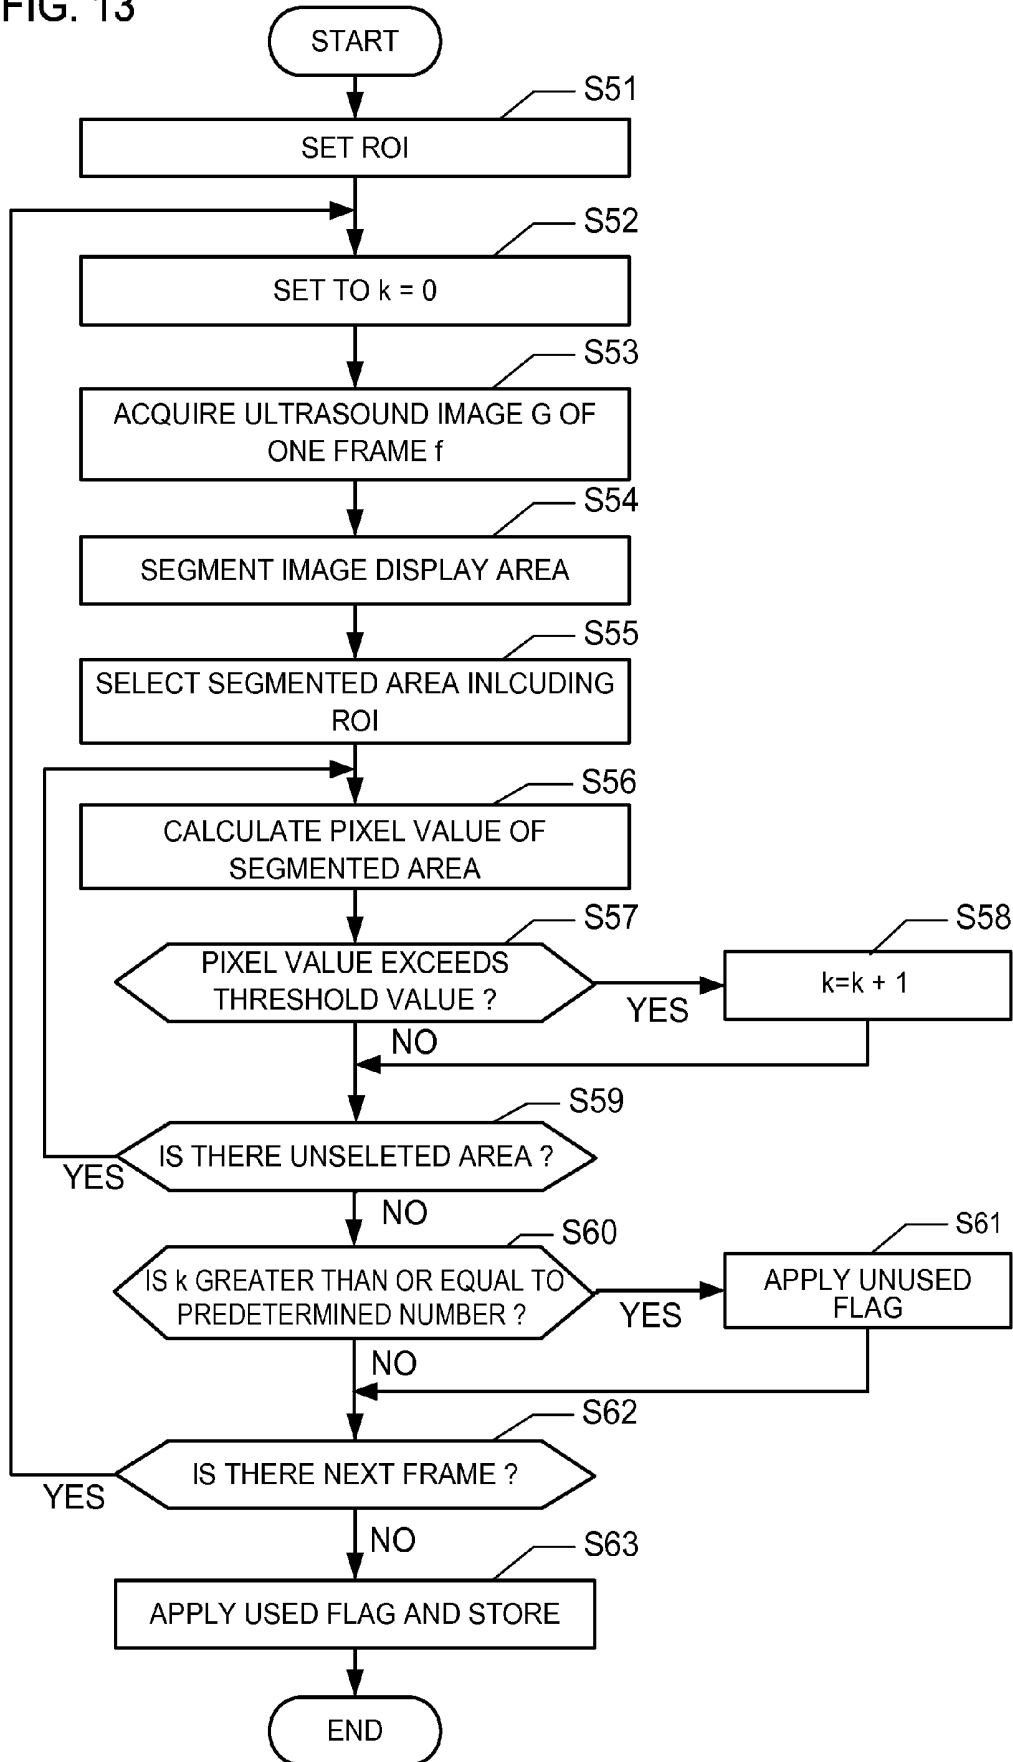 FIG. 13
START
S51
SET ROI
S52
SET TO k = 0
S53
ACQUIRE ULTRASOUND IMAGE G OF
ONE FRAME f
S54
SEGMENT IMAGE DISPLAY AREA
S55
SELECT SEGMENTED AREA INLCUDING
ROI
S56
CALCULATE PIXEL VALUE OF
SEGMENTED AREA
S57
PIXEL VALUE EXCEEDS
THRESHOLD VALUE ?
YES
S58
k=k + 1
NO
S59
IS THERE UNSELETED AREA ?
YES
NO
S60
IS k GREATER THAN OR EQUAL TO
PREDETERMINED NUMBER ?
YES
S61
APPLY UNUSED
FLAG
NO
S62
IS THERE NEXT FRAME ?
YES
NO
S63
APPLY USED FLAG AND STORE
END